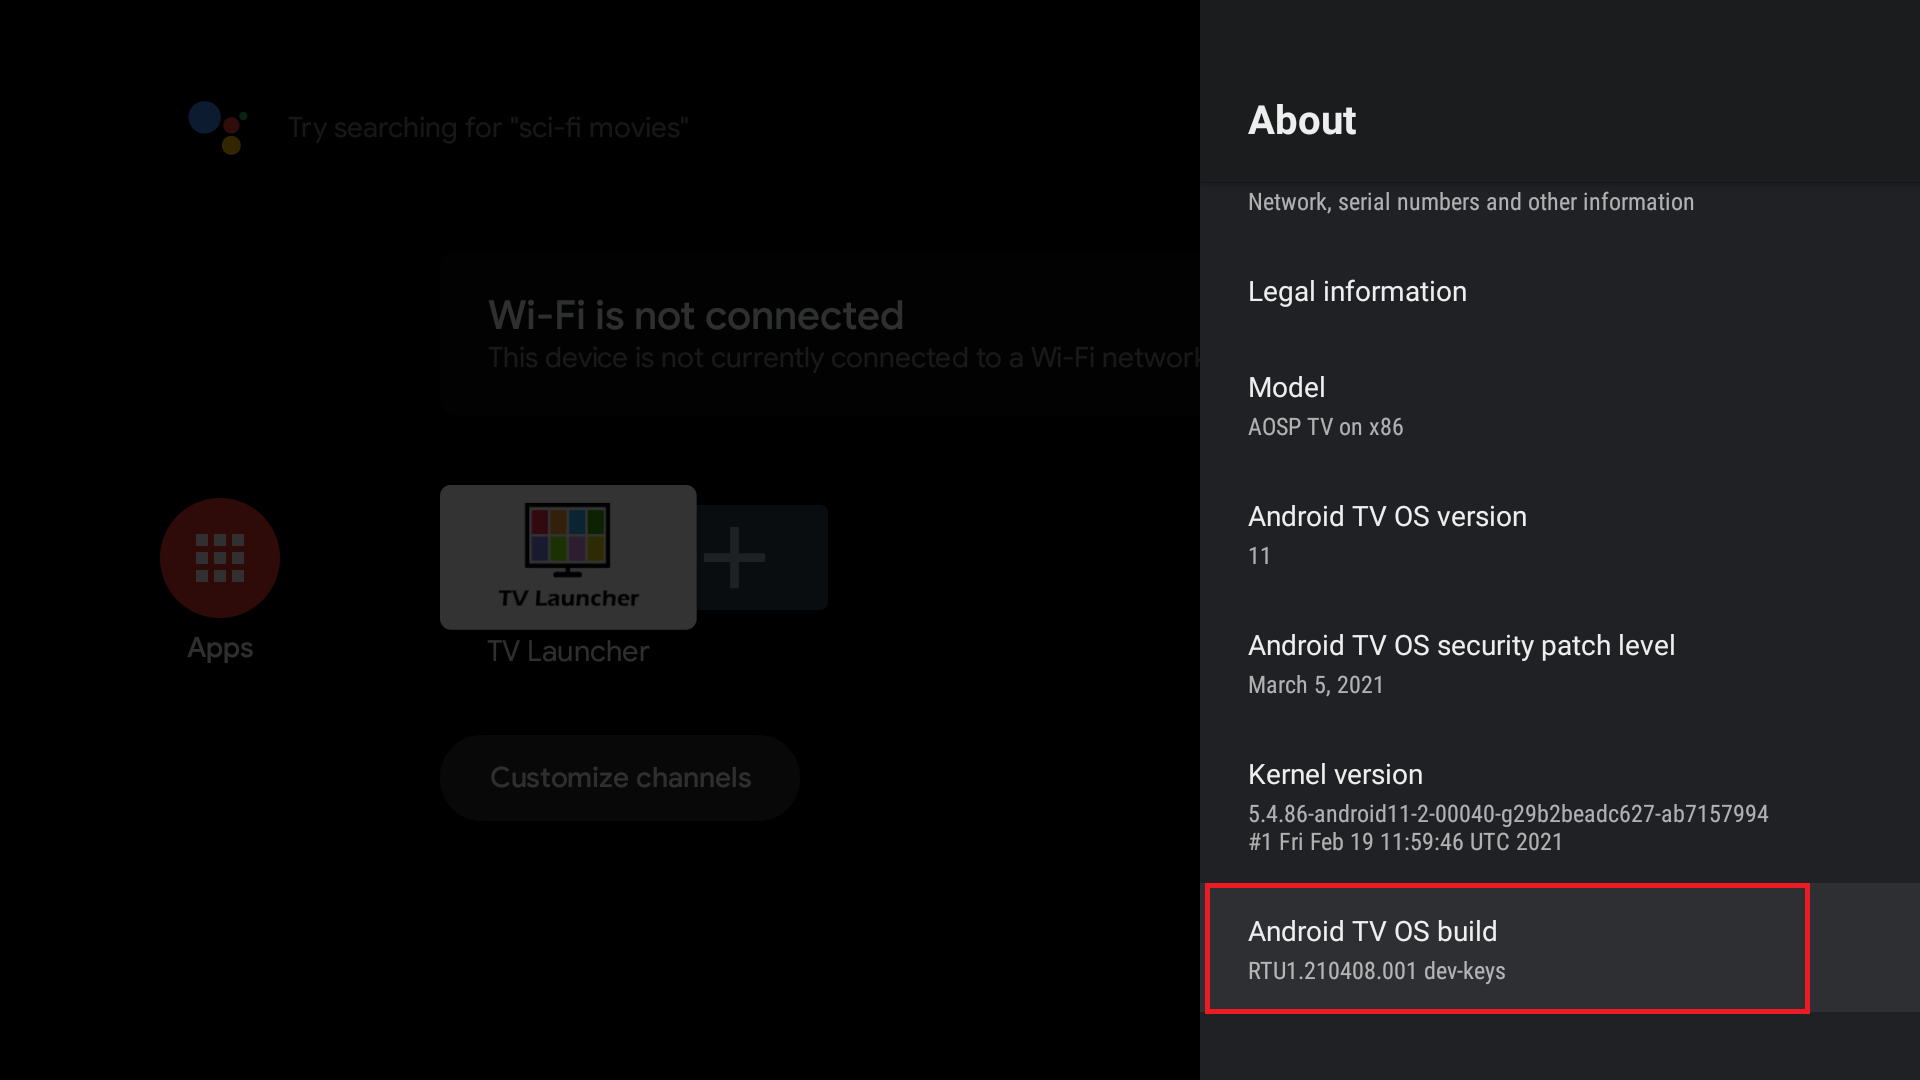 Try searching for "sci-fi movies"
Wi-Fi is not connected
This device is not currently connected to a Wi-Fi network
TV Launcher
Apps
TV Launcher
Customize channels
About
Network, serial numbers and other information
Legal information
Model
AOSP TV on x86
Android TV OS version
11
Android TV OS security patch level
March 5, 2021
Kernel version
5.4.86-android11-2-00040-g29b2beadc627-ab7157994
#1 Fri Feb 19 11:59:46 UTC 2021
Android TV OS build
RTU1.210408.001 dev-keys